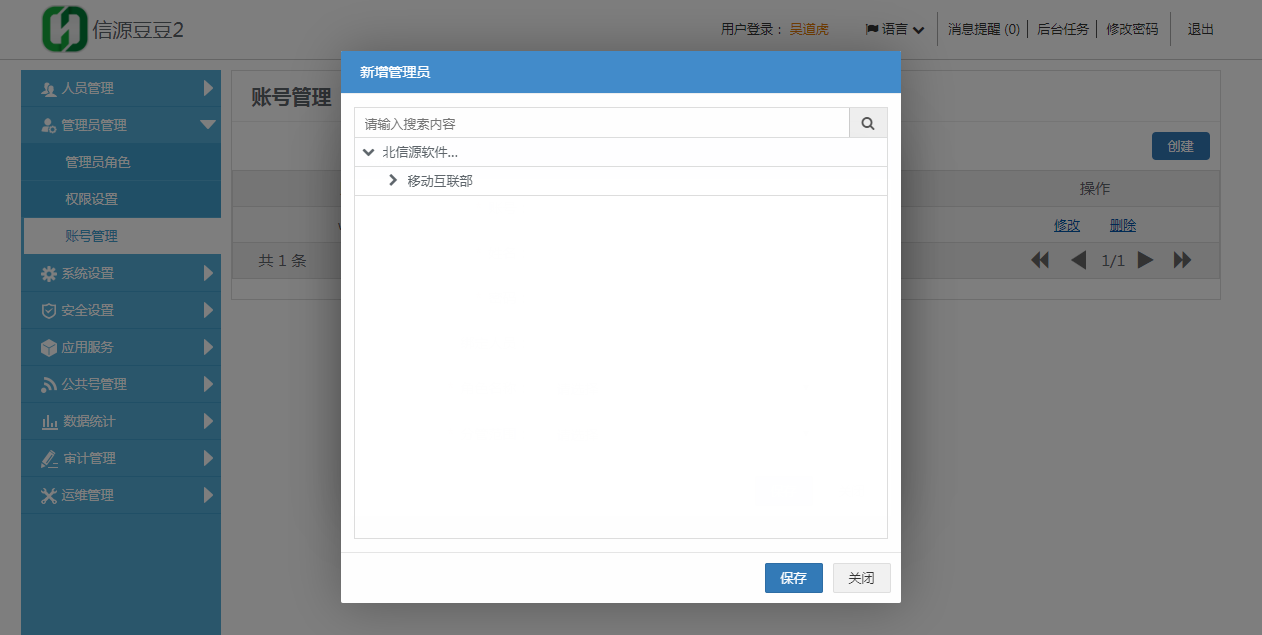 信源豆豆2
用户登录： 吴道虎 语言 消息提醒 (0) 后台任务 修改密码 退出
人员管理
管理员管理
管理员角色
权限设置
账号管理
系统设置
安全设置
应用服务
公共号管理
数据统计
审计管理
运维管理
账号管理
创建
操作
修改 删除
共 1 条 1/1
新增管理员
请输入搜索内容
北信源软件...
移动互联部
保存 关闭